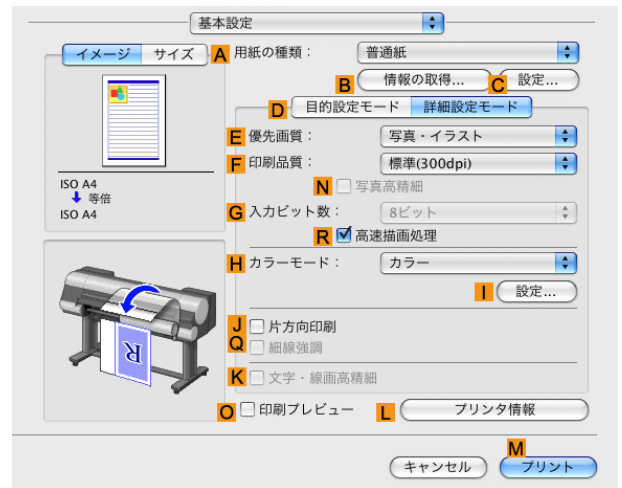 基本設定
イメージ サイズ
A 用紙の種類： 普通紙
B 情報の取得... C 設定...
D 目的設定モード 詳細設定モード
E 優先画質： 写真・イラスト
F 印刷品質： 標準(300dpi)
N 写真高精細
ISO A4
等倍
ISO A4
G 入力ビット数： 8ビット
R 高速描画処理
H カラーモード： カラー
I 設定...
J 片方向印刷
Q 細線強調
K 文字・線画高精細
R
O 印刷プレビュー L プリンタ情報
M
キャンセル プリント